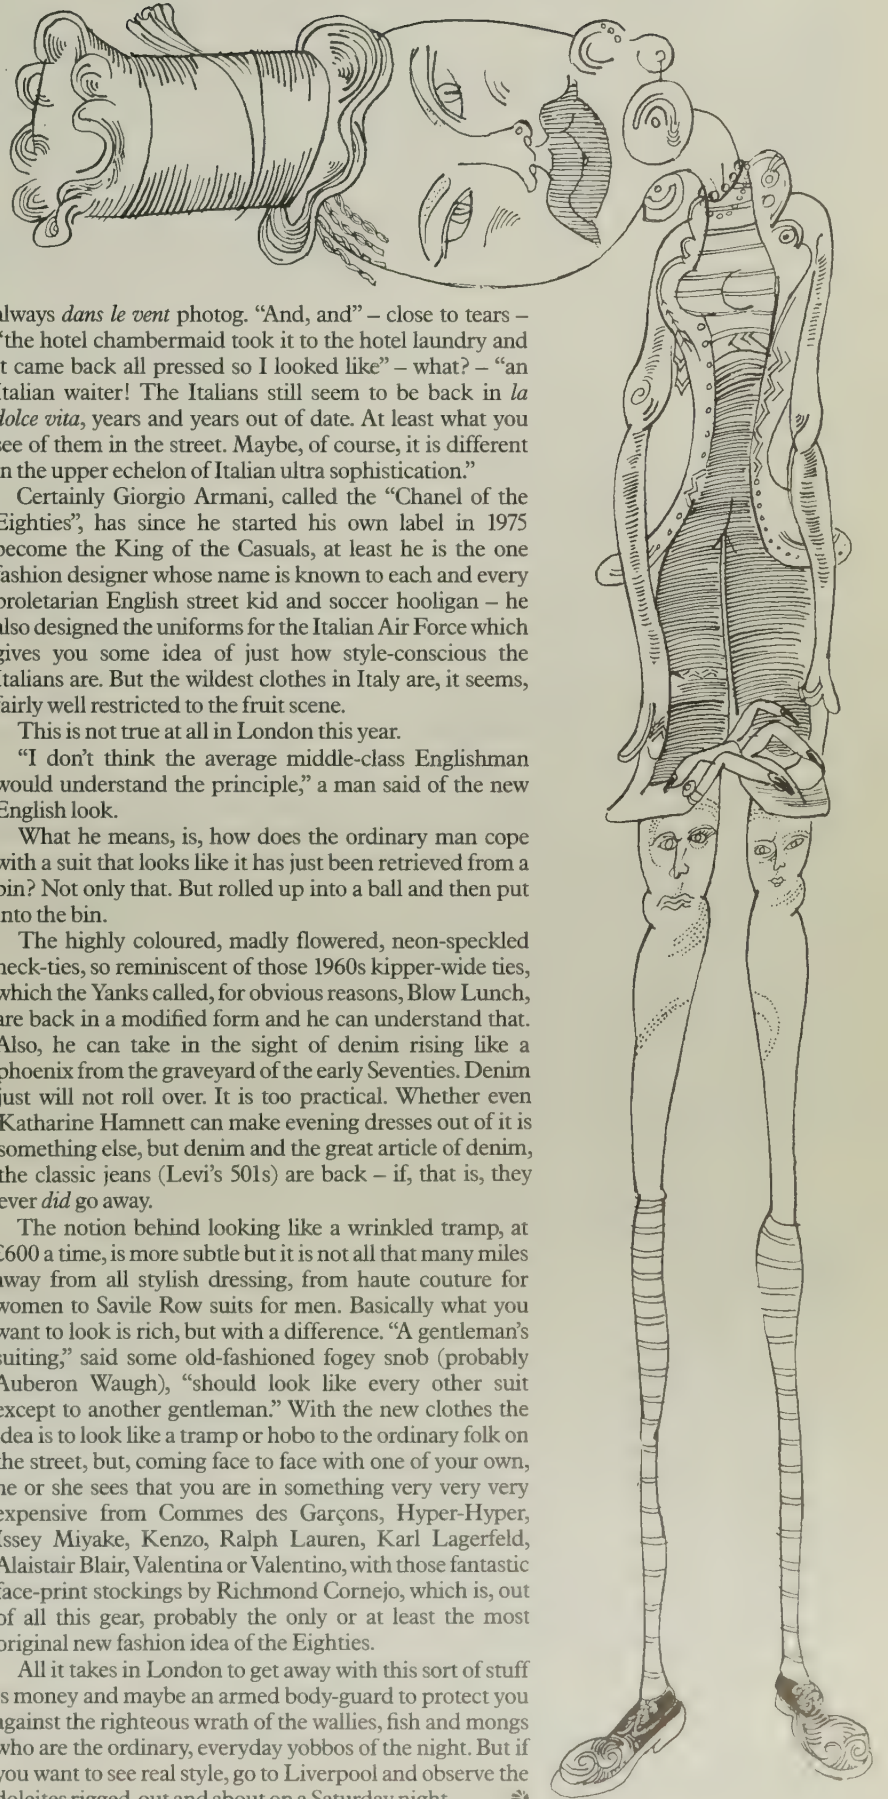 always dans le vent photog. “And, and” – close to tears –
“the hotel chambermaid took it to the hotel laundry and
it came back all pressed so I looked like” – what? – “an
Italian waiter! The Italians still seem to be back in la
dolce vita, years and years out of date. At least what you
see of them in the street. Maybe, of course, it is different
in the upper echelon of Italian ultra sophistication.”
Certainly Giorgio Armani, called the “Chanel of the
Eighties”, has since he started his own label in 1975
become the King of the Casuals, at least he is the one
fashion designer whose name is known to each and every
proletarian English street kid and soccer hooligan – he
also designed the uniforms for the Italian Air Force which
gives you some idea of just how style-conscious the
Italians are. But the wildest clothes in Italy are, it seems,
fairly well restricted to the fruit scene.
This is not true at all in London this year.
“I don’t think the average middle-class Englishman
would understand the principle,” a man said of the new
English look.
What he means, is, how does the ordinary man cope
with a suit that looks like it has just been retrieved from a
bin? Not only that. But rolled up into a ball and then put
into the bin.
The highly coloured, madly flowered, neon-speckled
neck-ties, so reminiscent of those 1960s kipper-wide ties,
which the Yanks called, for obvious reasons, Blow Lunch,
are back in a modified form and he can understand that.
Also, he can take in the sight of denim rising like a
phoenix from the graveyard of the early Seventies. Denim
just will not roll over. It is too practical. Whether even
Katharine Hamnett can make evening dresses out of it is
something else, but denim and the great article of denim,
the classic jeans (Levi’s 501s) are back – if, that is, they
ever did go away.
The notion behind looking like a wrinkled tramp, at
£600 a time, is more subtle but it is not all that many miles
away from all stylish dressing, from haute couture for
women to Savile Row suits for men. Basically what you
want to look is rich, but with a difference. “A gentleman’s
suiting,” said some old-fashioned fogey snob (probably
Auberon Waugh), “should look like every other suit
except to another gentleman.” With the new clothes the
idea is to look like a tramp or hobo to the ordinary folk on
the street, but, coming face to face with one of your own,
he or she sees that you are in something very very very
expensive from Commes des Garçons, Hyper-Hyper,
Issey Miyake, Kenzo, Ralph Lauren, Karl Lagerfeld,
Alaistair Blair, Valentina or Valentino, with those fantastic
face-print stockings by Richmond Cornejo, which is, out
of all this gear, probably the only or at least the most
original new fashion idea of the Eighties.
All it takes in London to get away with this sort of stuff
is money and maybe an armed body-guard to protect you
against the righteous wrath of the wallies, fish and mongs
who are the ordinary, everyday yobbos of the night. But if
you want to see real style, go to Liverpool and observe the
rigged-out and about on a Saturday night.